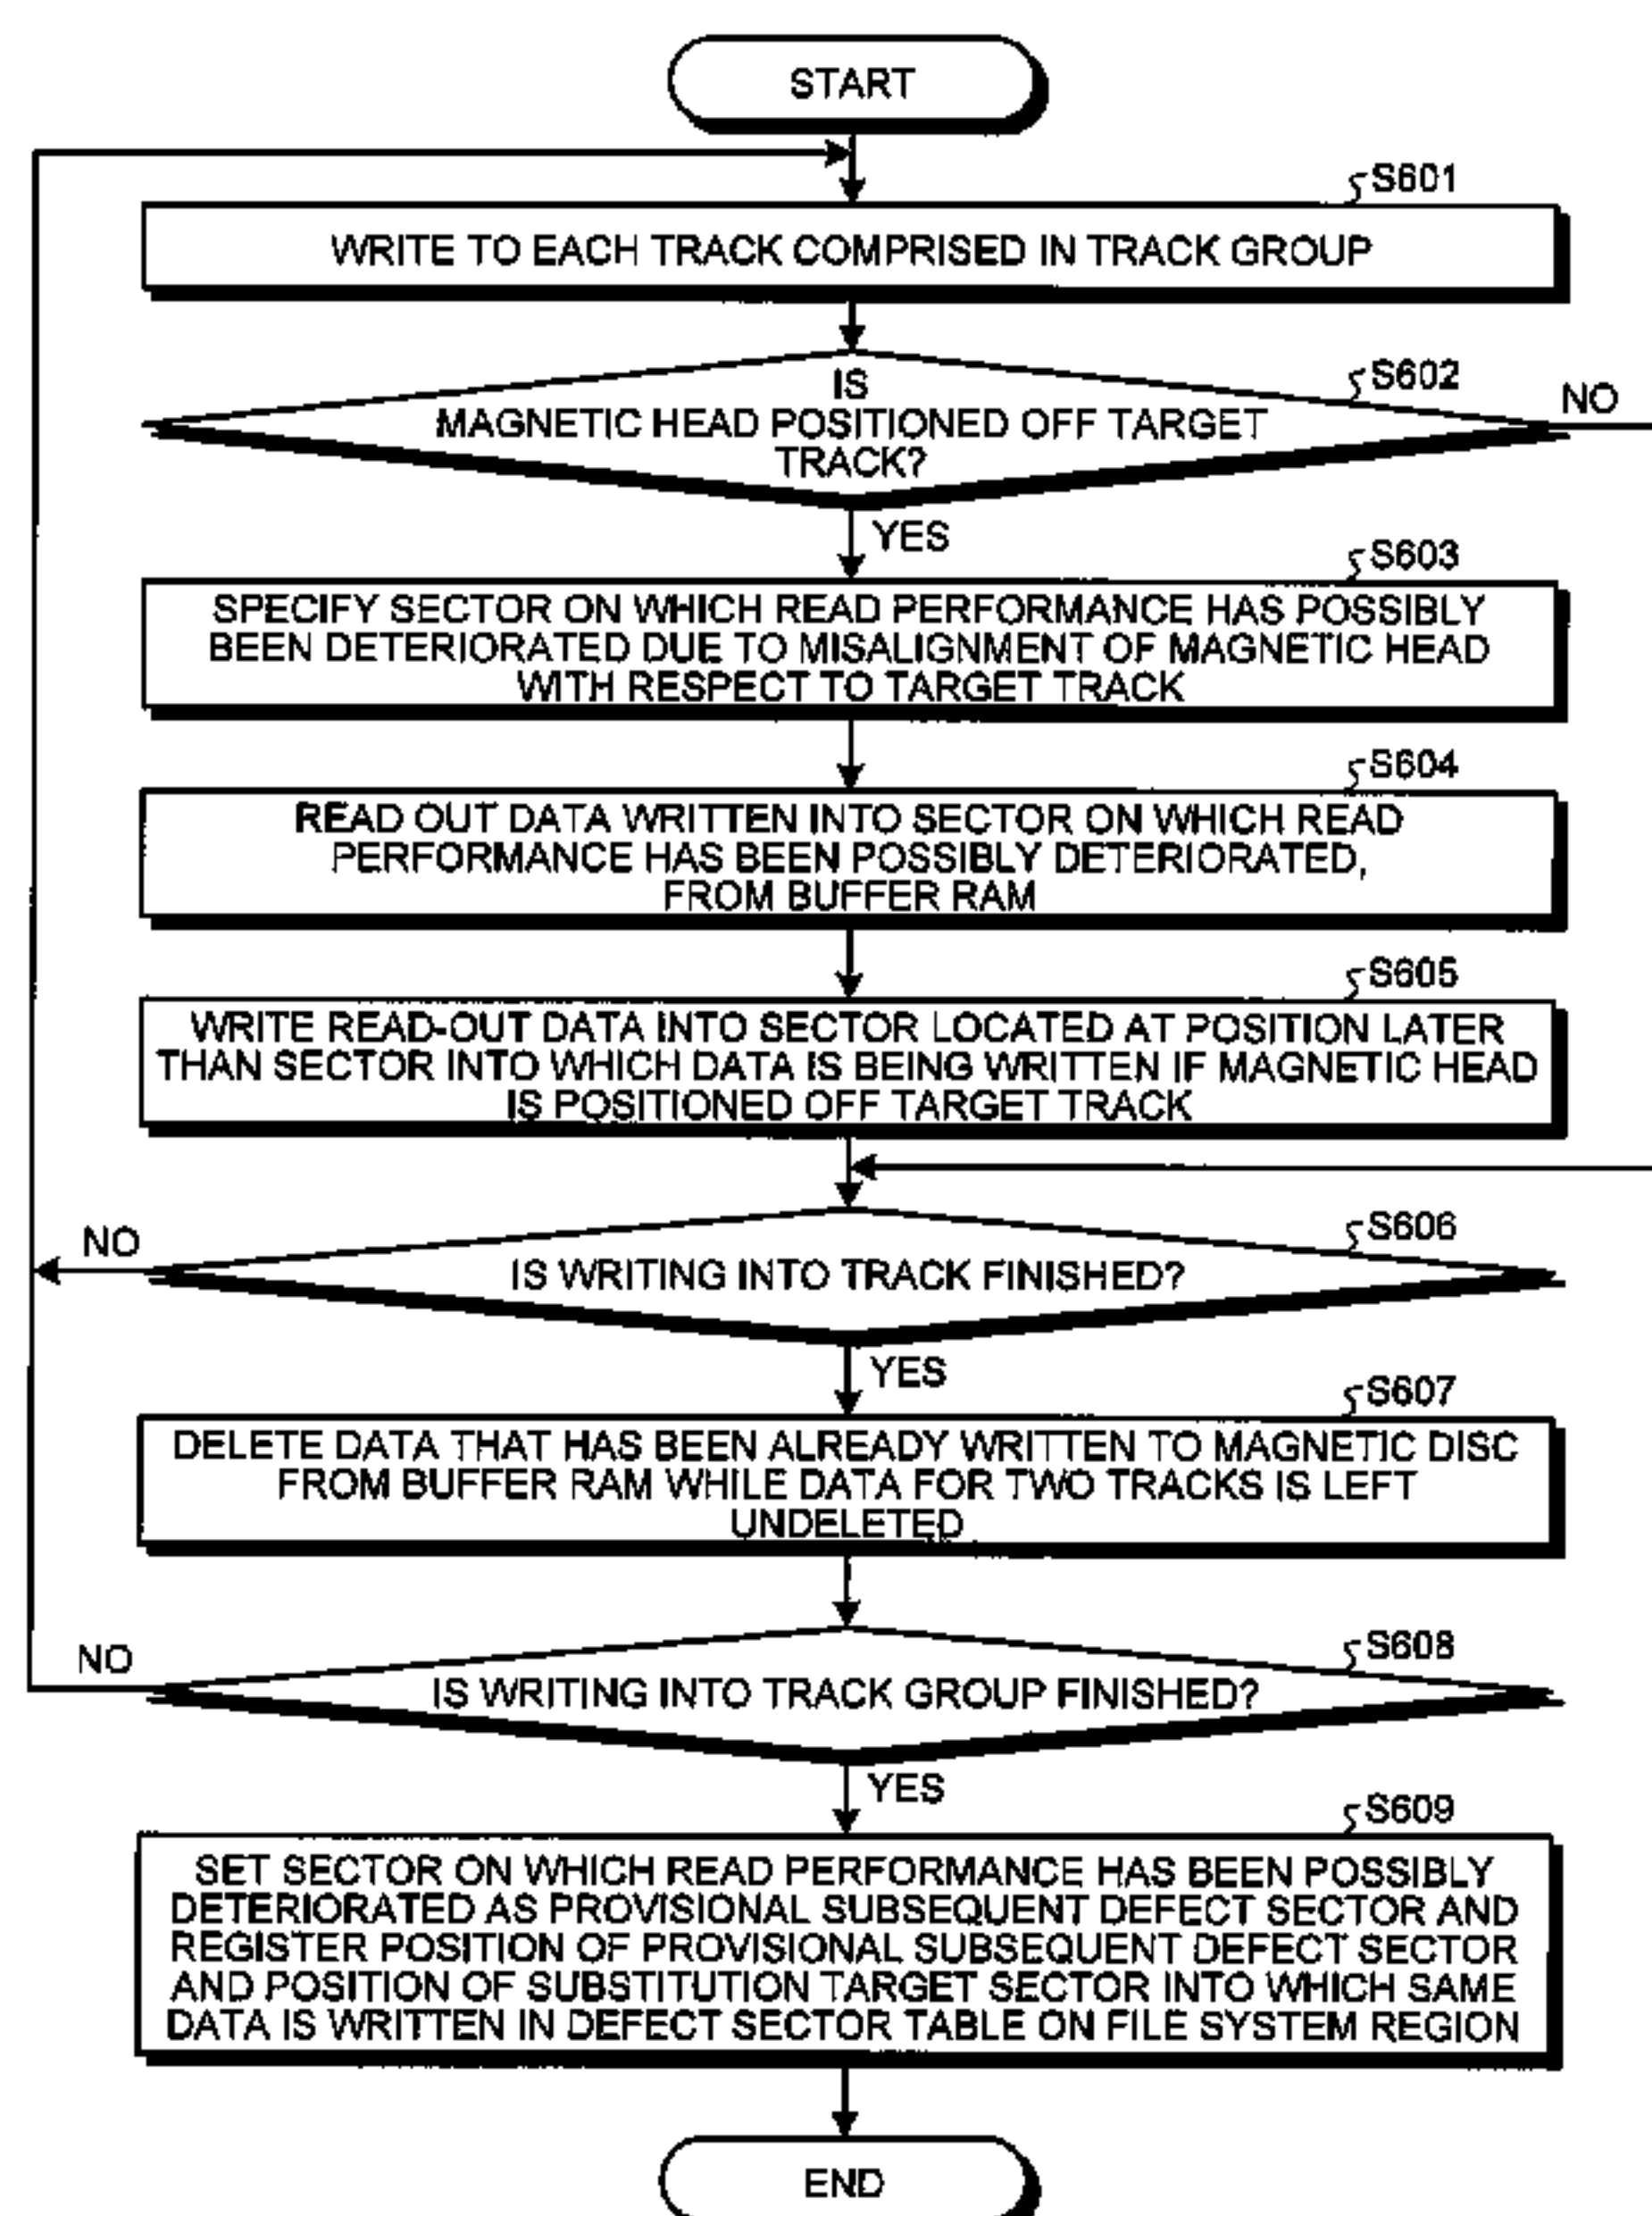 START
S601
WRITE TO EACH TRACK COMPRISED IN TRACK GROUP
S602
IS
MAGNETIC HEAD POSITIONED OFF TARGET
TRACK?
NO
YES
S603
SPECIFY SECTOR ON WHICH READ PERFORMANCE HAS POSSIBLY
BEEN DETERIORATED DUE TO MISALIGNMENT OF MAGNETIC HEAD
WITH RESPECT TO TARGET TRACK
S604
READ OUT DATA WRITTEN INTO SECTOR ON WHICH READ
PERFORMANCE HAS BEEN POSSIBLY DETERIORATED,
FROM BUFFER RAM
S605
WRITE READ-OUT DATA INTO SECTOR LOCATED AT POSITION LATER
THAN SECTOR INTO WHICH DATA IS BEING WRITTEN IF MAGNETIC HEAD
IS POSITIONED OFF TARGET TRACK
S606
NO
IS WRITING INTO TRACK FINISHED?
YES
S607
DELETE DATA THAT HAS BEEN ALREADY WRITTEN TO MAGNETIC DISC
FROM BUFFER RAM WHILE DATA FOR TWO TRACKS IS LEFT
UNDELETED
S608
NO
IS WRITING INTO TRACK GROUP FINISHED?
YES
S609
SET SECTOR ON WHICH READ PERFORMANCE HAS BEEN POSSIBLY
DETERIORATED AS PROVISIONAL SUBSEQUENT DEFECT SECTOR AND
REGISTER POSITION OF PROVISIONAL SUBSEQUENT DEFECT SECTOR
AND POSITION OF SUBSTITUTION TARGET SECTOR INTO WHICH SAME
DATA IS WRITTEN IN DEFECT SECTOR TABLE ON FILE SYSTEM REGION
END